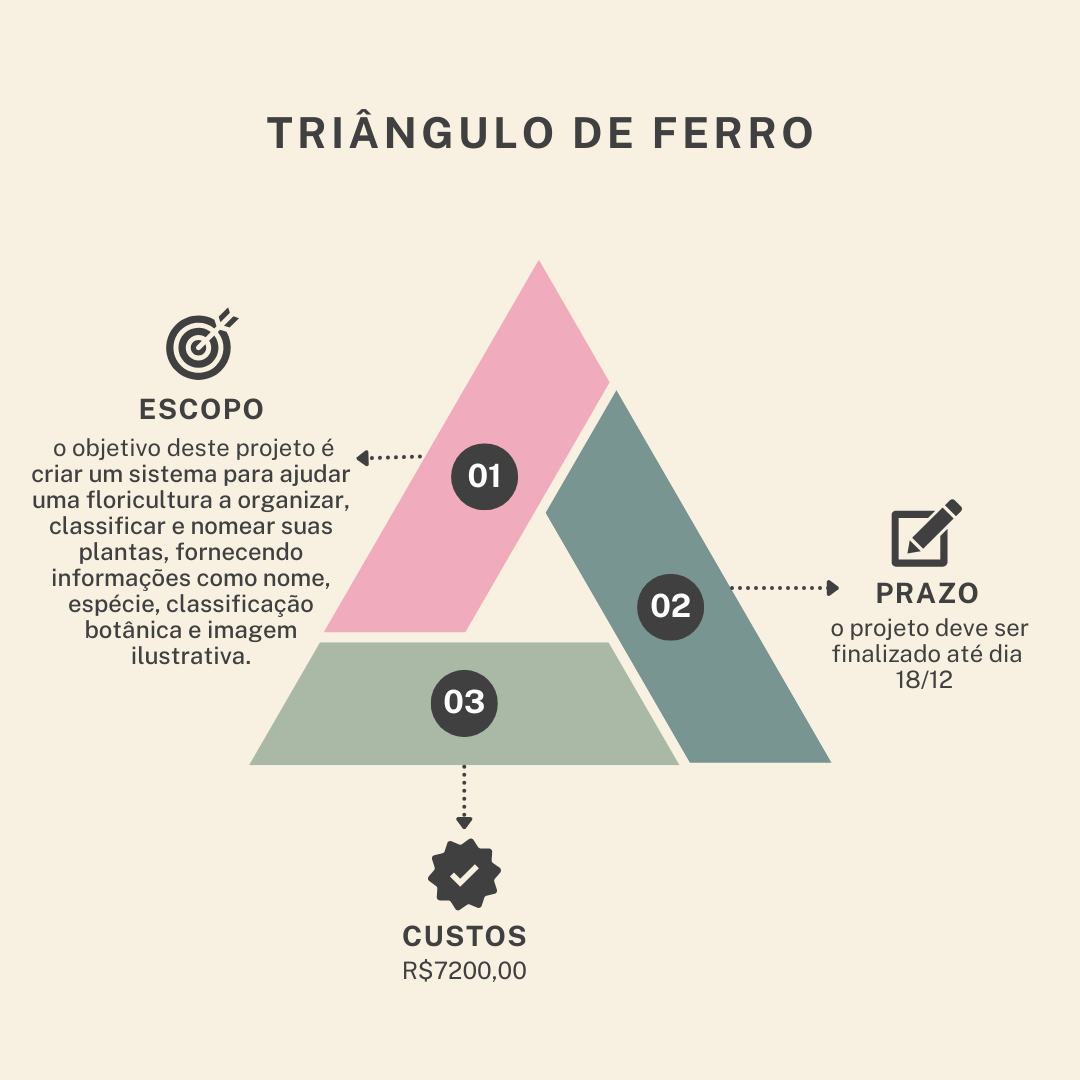 TRIÂNGULO DE FERRO
ESCOPO
o objetivo deste projeto é
criar um sistema para ajudar
uma floricultura a organizar,
classificar e nomear suas
plantas, fornecendo
informações como nome,
espécie, classificação
botânica e imagem
ilustrativa.
01
02
PRAZO
o projeto deve ser
finalizado até dia
18/12
03
CUSTOS
R$7200,00